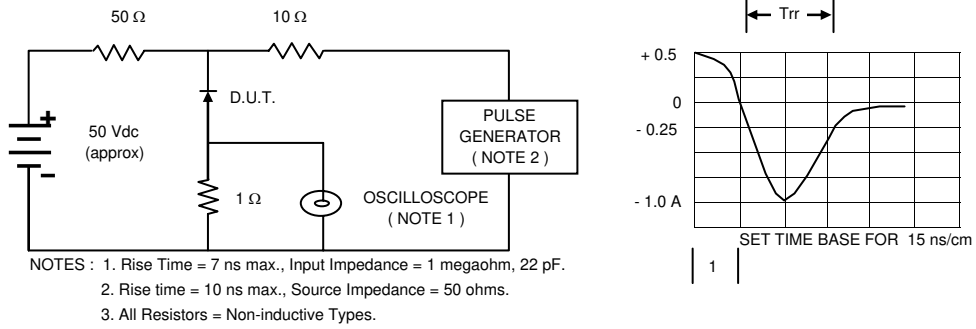 50 Ω
10 Ω
D.U.T.
+
50 Vdc
(approx)
−
1 Ω
PULSE
GENERATOR
( NOTE 2 )
OSCILLOSCOPE
( NOTE 1 )
Trr
+ 0.5
0
- 0.25
- 1.0 A
SET TIME BASE FOR 15 ns/cm
1
NOTES : 1. Rise Time = 7 ns max., Input Impedance = 1 megaohm, 22 pF.
2. Rise time = 10 ns max., Source Impedance = 50 ohms.
3. All Resistors = Non-inductive Types.